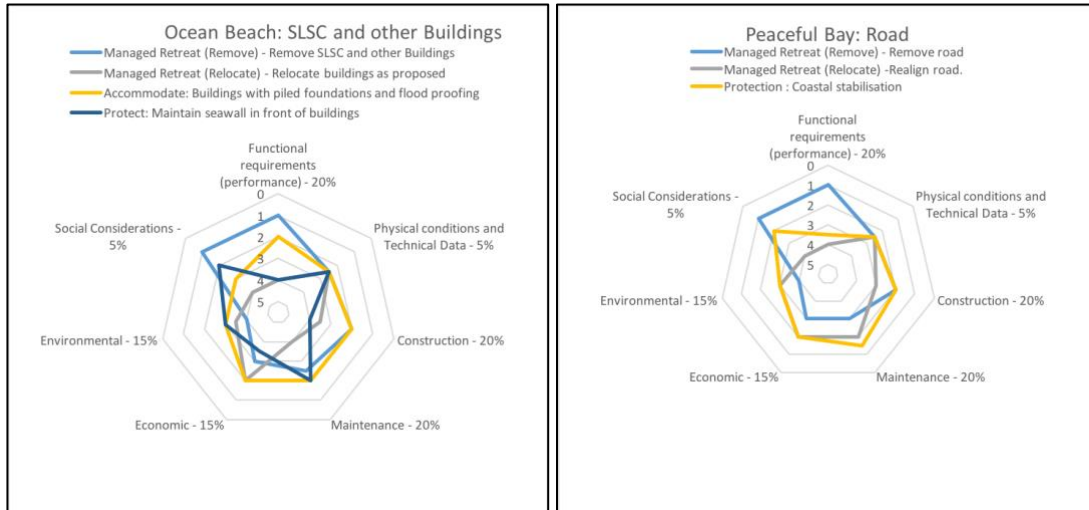 Ocean Beach: SLSC and other Buildings
Managed Retreat (Remove) - Remove SLSC and other Buildings
Managed Retreat (Relocate) - Relocate buildings as proposed
Accommodate: Buildings with piled foundations and flood proofing
Protect: Maintain seawall in front of buildings
Functional
requirements
(performance) - 20%
0
1
2
3
4
5
Social Considerations -
5%
Physical conditions and
Technical Data - 5%
Environmental - 15%
Construction - 20%
Economic - 15%
Maintenance - 20%
Peaceful Bay: Road
Managed Retreat (Remove) - Remove road
Managed Retreat (Relocate) -Realign road.
Protection : Coastal stabilisation
Functional
requirements
(performance) - 20%
0
1
2
3
4
5
Social Considerations -
5%
Physical conditions and
Technical Data - 5%
Environmental - 15%
Construction - 20%
Economic - 15%
Maintenance - 20%